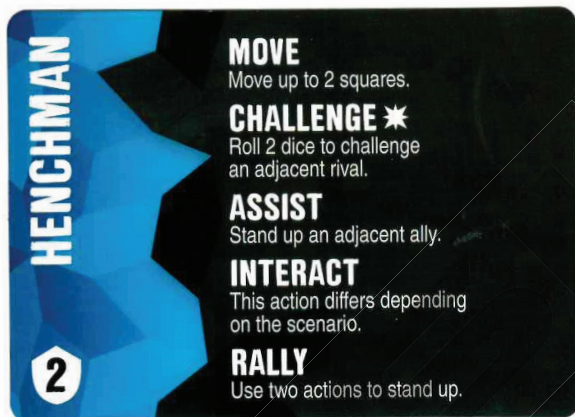 HENCHMAN
2
MOVE
Move up to 2 squares.
CHALLENGE
Roll 2 dice to challenge
an adjacent rival.
ASSIST
Stand up an adjacent ally.
INTERACT
This action differs depending
on the scenario.
RALLY
Use two actions to stand up.